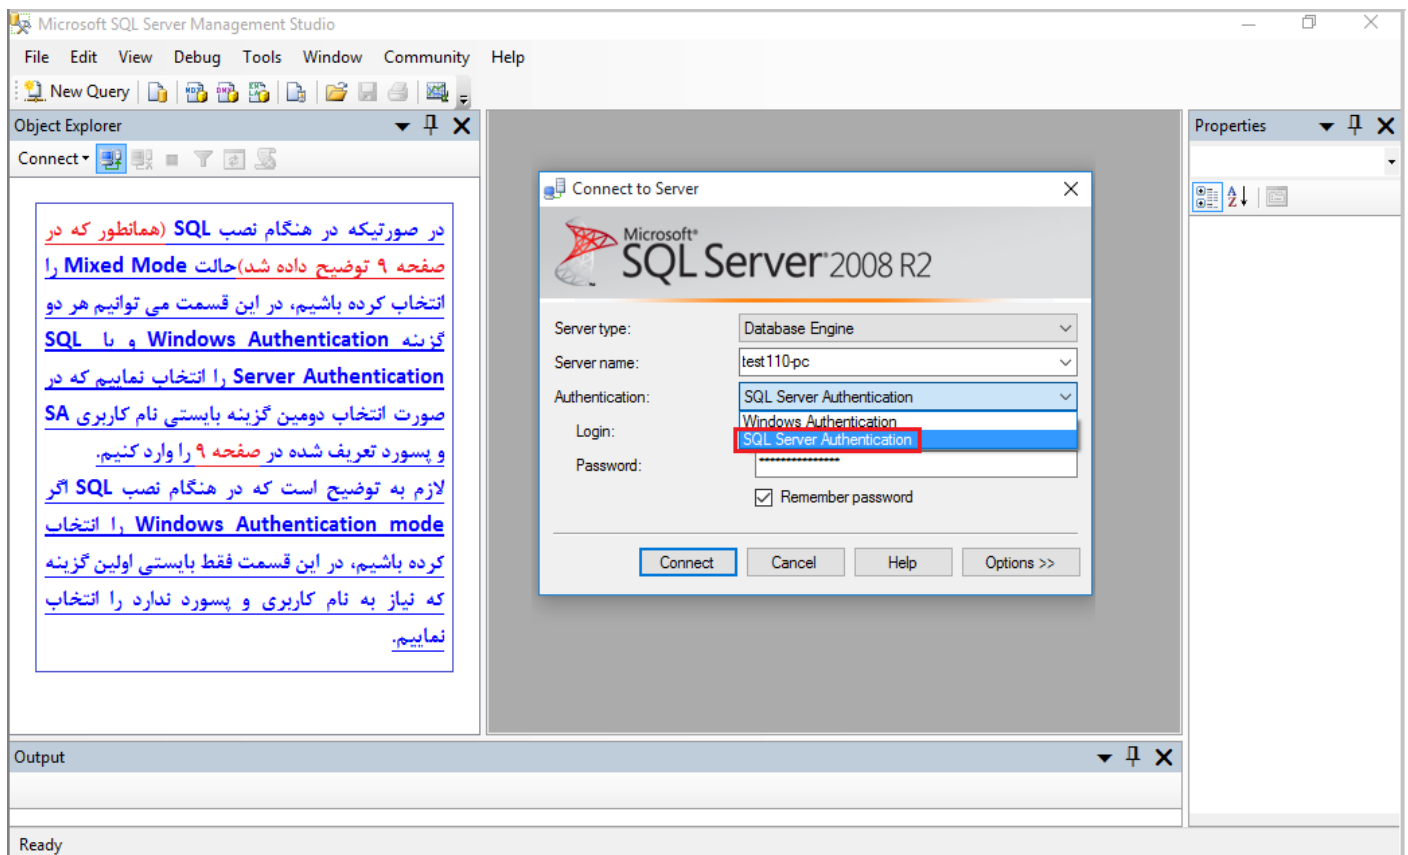 Microsoft SQL Server Management Studio
File Edit View Debug Tools Window Community Help
New Query
Object Explorer
Connect
در صورتیکه در هنگام نصب SQL (همانطور که در
صفحه ۹ توضیح داده شد)حالت Mixed Mode را
انتخاب کرده باشیم، در این قسمت می توانیم هر دو
گزینه Windows Authentication و یا SQL
Server Authentication را انتخاب نماییم که در
صورت انتخاب دومین گزینه بایستی نام کاربری SA
و پسورد تعریف شده در صفحه ۹ را وارد کنیم.
لازم به توضیح است که در هنگام نصب SQL اگر
Windows Authentication mode را انتخاب
کرده باشیم، در این قسمت فقط بایستی اولین گزینه
که نیاز به نام کاربری و پسورد ندارد را انتخاب
نماییم.
Connect to Server
Microsoft®
SQL Server® 2008 R2
Server type: Database Engine
Server name: test110-pc
Authentication: SQL Server Authentication
Windows Authentication
Login: SQL Server Authentication
Password: ****************
Remember password
Connect Cancel Help Options >>
Properties
Output
Ready